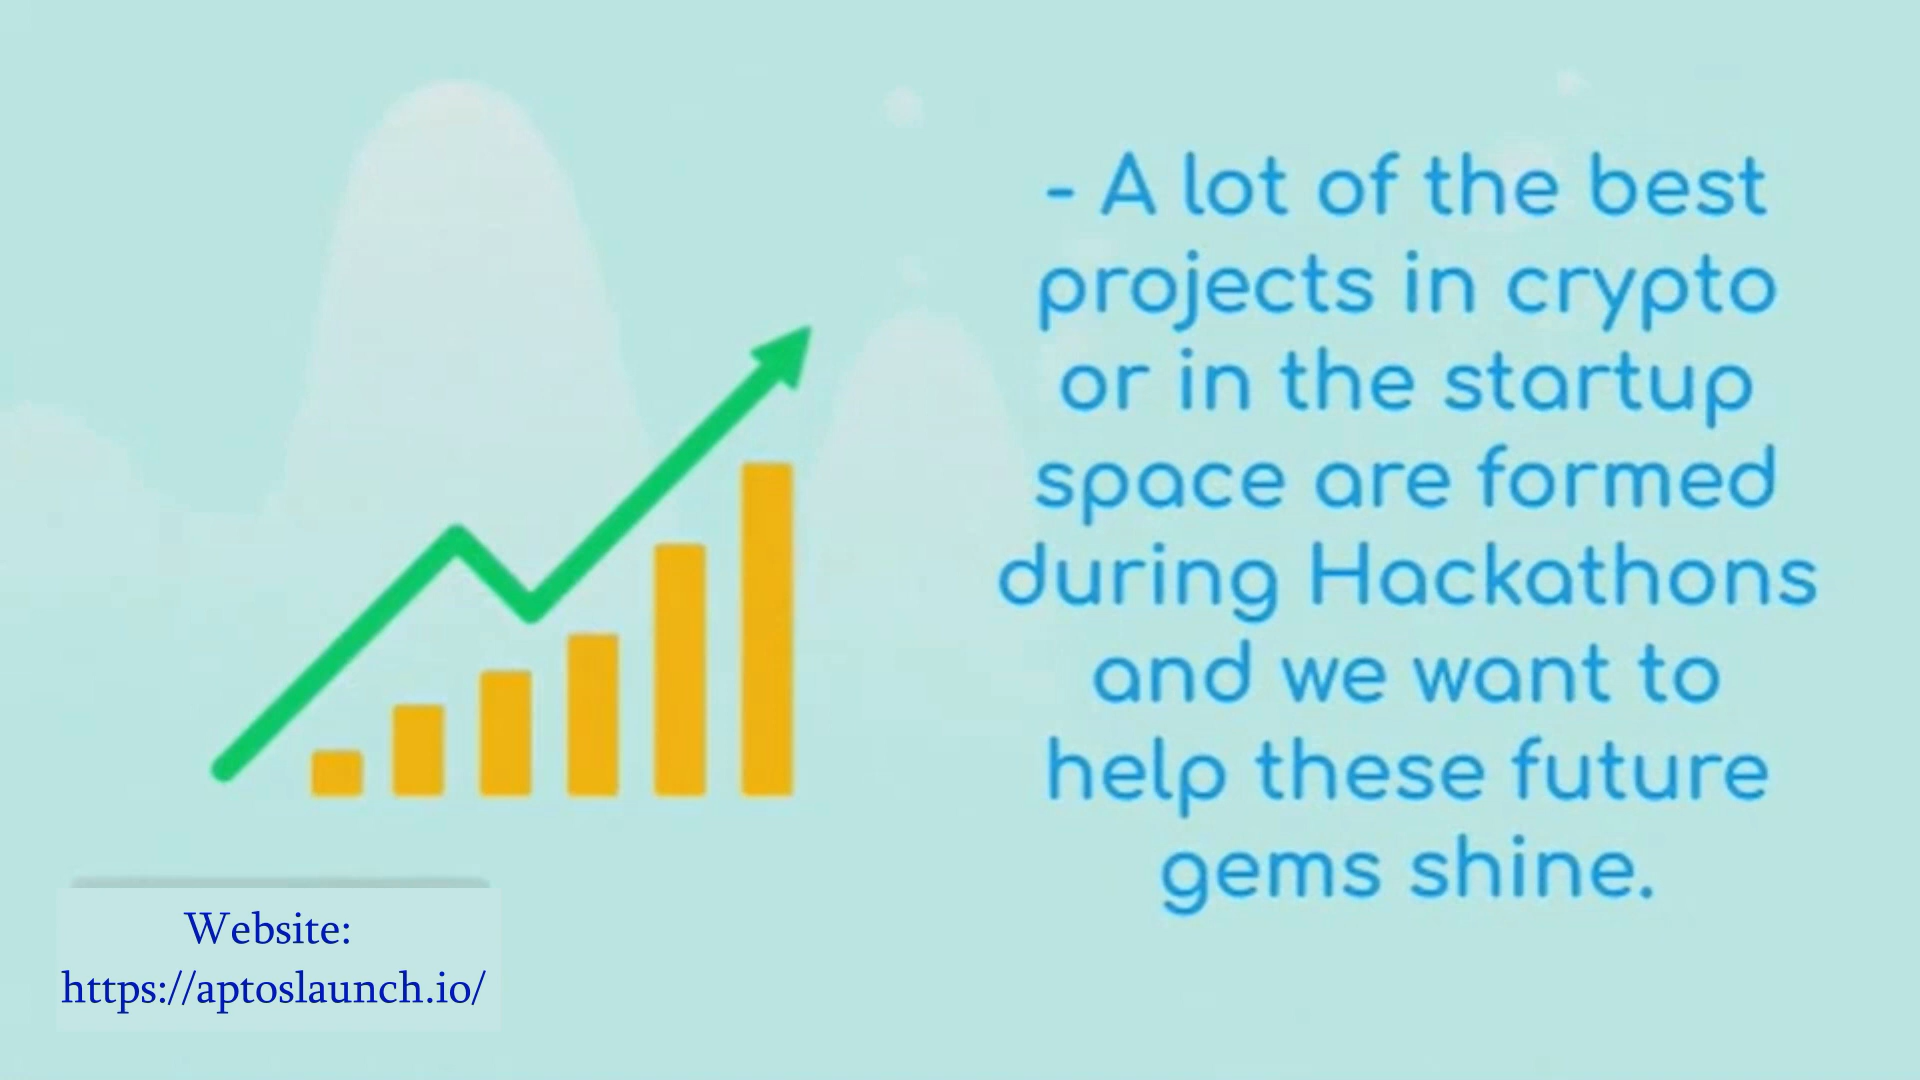 - A lot of the best
projects in crypto
or in the startup
space are formed
during Hackathons
and we want to
help these future
gems shine.
Website:
https://aptoslaunch.io/